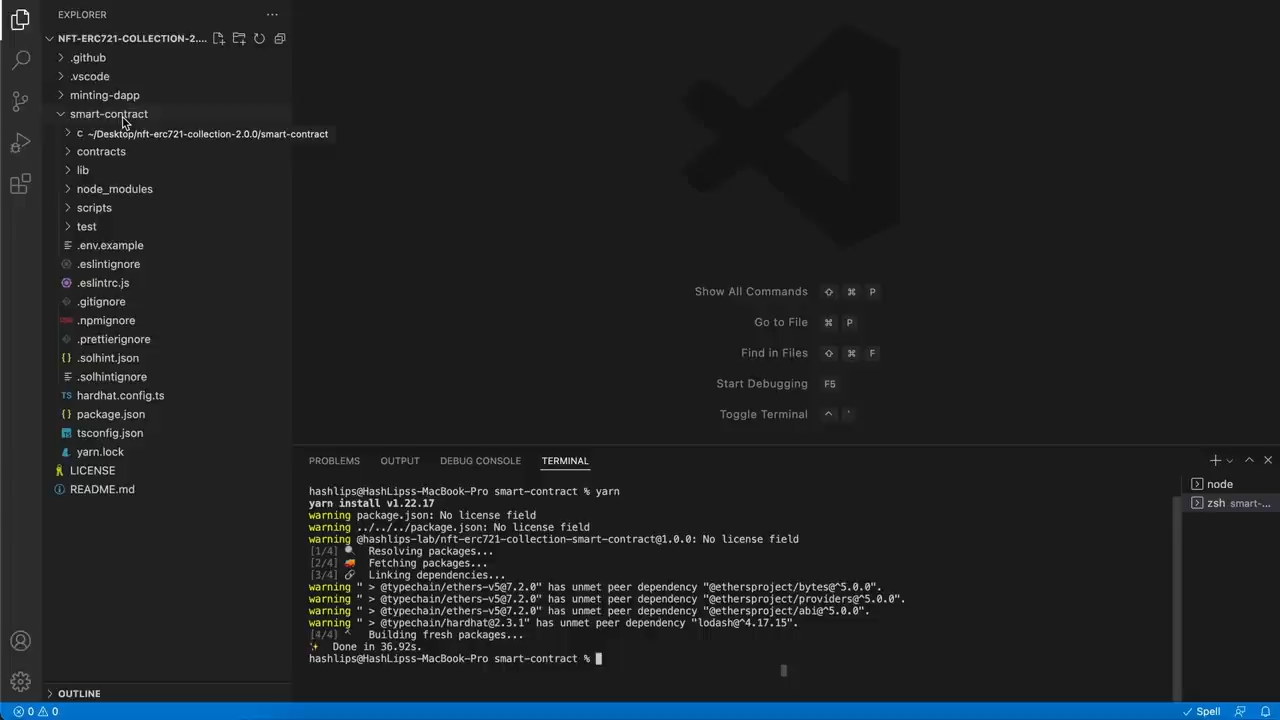 EXPLORER
NFT-ERC721-COLLECTION-2....
.github
.vscode
minting-dapp
smart-contract
c
~/Desktop/nft-erc721-collection-2.0.0/smart-contract
contracts
lib
node_modules
scripts
test
.env.example
.eslintignore
.eslintrc.js
.gitignore
.npmignore
.prettierignore
.solhint.json
.solhintignore
TS hardhat.config.ts
package.json
tsconfig.json
yarn.lock
LICENSE
README.md
OUTLINE
Show All Commands ⇧ ⌘ P
Go to File ⌘ P
Find in Files ⇧ ⌘ F
Start Debugging F5
Toggle Terminal ^ `
PROBLEMS OUTPUT DEBUG CONSOLE TERMINAL
hashlips@HashLipss-MacBook-Pro smart-contract % yarn
yarn install v1.22.17
warning package.json: No license field
warning ../../../package.json: No license field
warning @hashlips-lab/nft-erc721-collection-smart-contract@1.0.0: No license field
[1/4] 🔍 Resolving packages...
[2/4] 🚚 Fetching packages...
[3/4] 🔗 Linking dependencies...
warning " > @typechain/ethers-v5@7.2.0" has unmet peer dependency "@ethersproject/bytes@^5.0.0".
warning " > @typechain/ethers-v5@7.2.0" has unmet peer dependency "@ethersproject/providers@^5.0.0".
warning " > @typechain/ethers-v5@7.2.0" has unmet peer dependency "@ethersproject/abi@^5.0.0".
warning " > @typechain/hardhat@2.3.1" has unmet peer dependency "lodash@^4.17.15".
[4/4] Building fresh packages...
✨ Done in 36.92s.
hashlips@HashLipss-MacBook-Pro smart-contract %
node
zsh smart-...
0 0
Spell